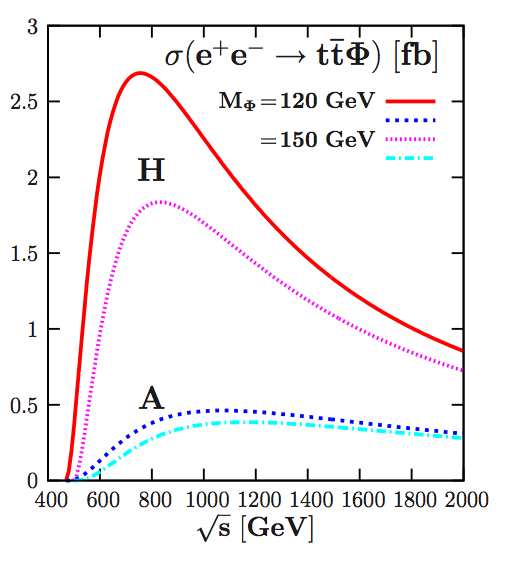 σ(e⁺e⁻ → tt̄Φ) [fb]
M_Φ=120 GeV
=150 GeV
H
A
3
2.5
2
1.5
1
0.5
0
400 600 800 1000 1200 1400 1600 1800 2000
√s [GeV]